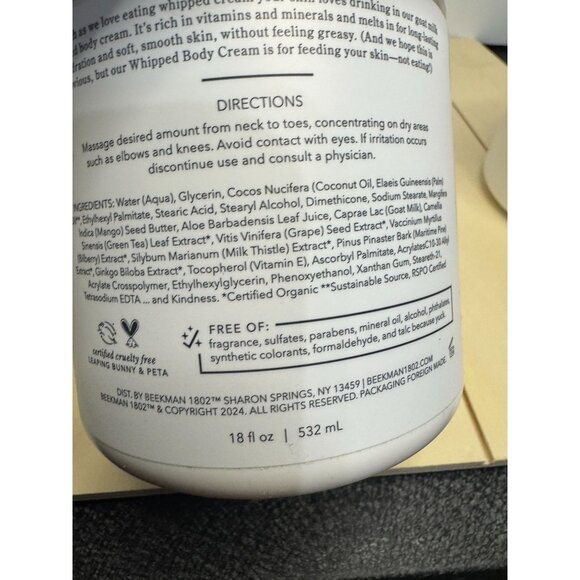 as we love eating whipped cream your skin loves drinking in our goat milk
body cream. It's rich in vitamins and minerals and melts in for long-lasting
and soft, smooth skin, without feeling greasy. (And we hope this is
but our Whipped Body Cream is for feeding your skin—not eating!)
DIRECTIONS
Massage desired amount from neck to toes, concentrating on dry areas
such as elbows and knees. Avoid contact with eyes. If irritation occurs
discontinue use and consult a physician.
INGREDIENTS: Water (Aqua), Glycerin, Cocos Nucifera (Coconut Oil, Elaeis Guineensis (Palm)
Ethylhexyl Palmitate, Stearic Acid, Stearyl Alcohol, Dimethicone, Sodium Stearate, Mangifera
Indica (Mango) Seed Butter, Aloe Barbadensis Leaf Juice, Caprae Lac (Goat Milk), Camellia
Sinensis (Green Tea) Leaf Extract*, Vitis Vinifera (Grape) Seed Extract*, Vaccinium Myrtillus
(Bilberry) Extract*, Silybum Marianum (Milk Thistle) Extract*, Pinus Pinaster Bark (Maritime Pine)
Extract*, Ginkgo Biloba Extract*, Tocopherol (Vitamin E), Ascorbyl Palmitate, AcrylatesC10-30 Alkyl
Acrylate Crosspolymer, Ethylhexylglycerin, Phenoxyethanol, Xanthan Gum, Steareth-21,
Tetrasodium EDTA ... and Kindness. *Certified Organic **Sustainable Source, RSPO Certified
certified cruelty free
LEAPING BUNNY & PETA
FREE OF:
fragrance, sulfates, parabens, mineral oil, alcohol, phthalates,
synthetic colorants, formaldehyde, and talc because yuck.
DIST. BY BEEKMAN 1802™ SHARON SPRINGS, NY 13459 | BEEKMAN1802.COM
BEEKMAN 1802™ & COPYRIGHT 2024. ALL RIGHTS RESERVED. PACKAGING FOREIGN MADE.
18 fl oz | 532 mL